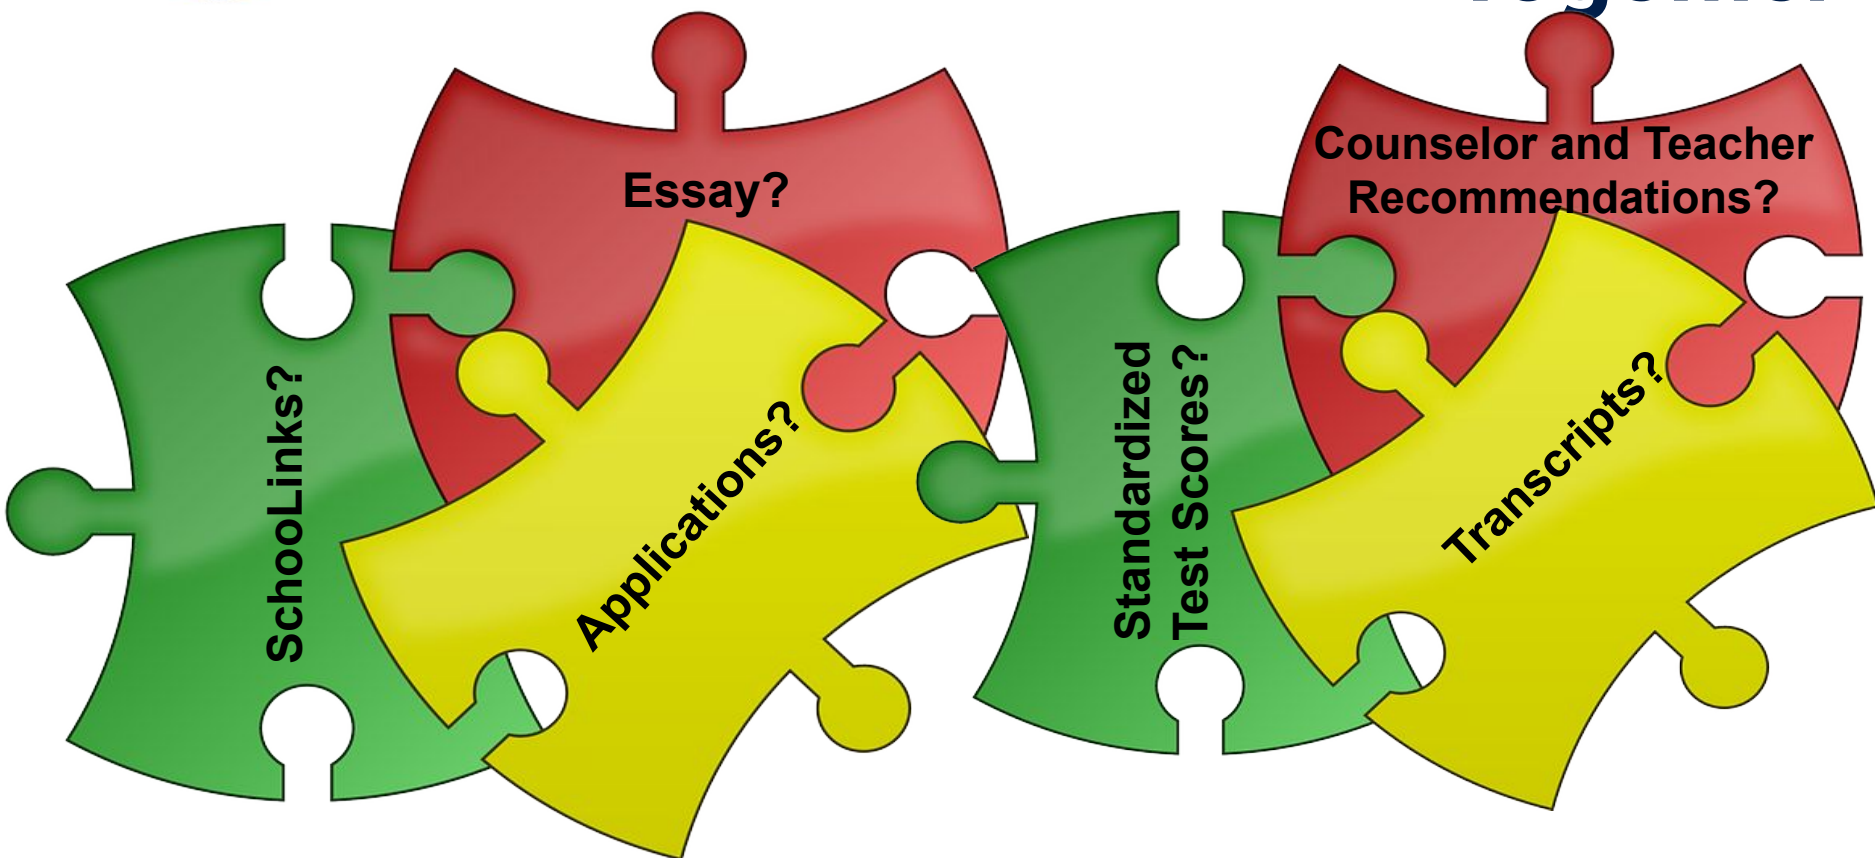 Essay?
Counselor and Teacher
Recommendations?
SchooLinks?
Applications?
Standardized
Test Scores?
Transcripts?